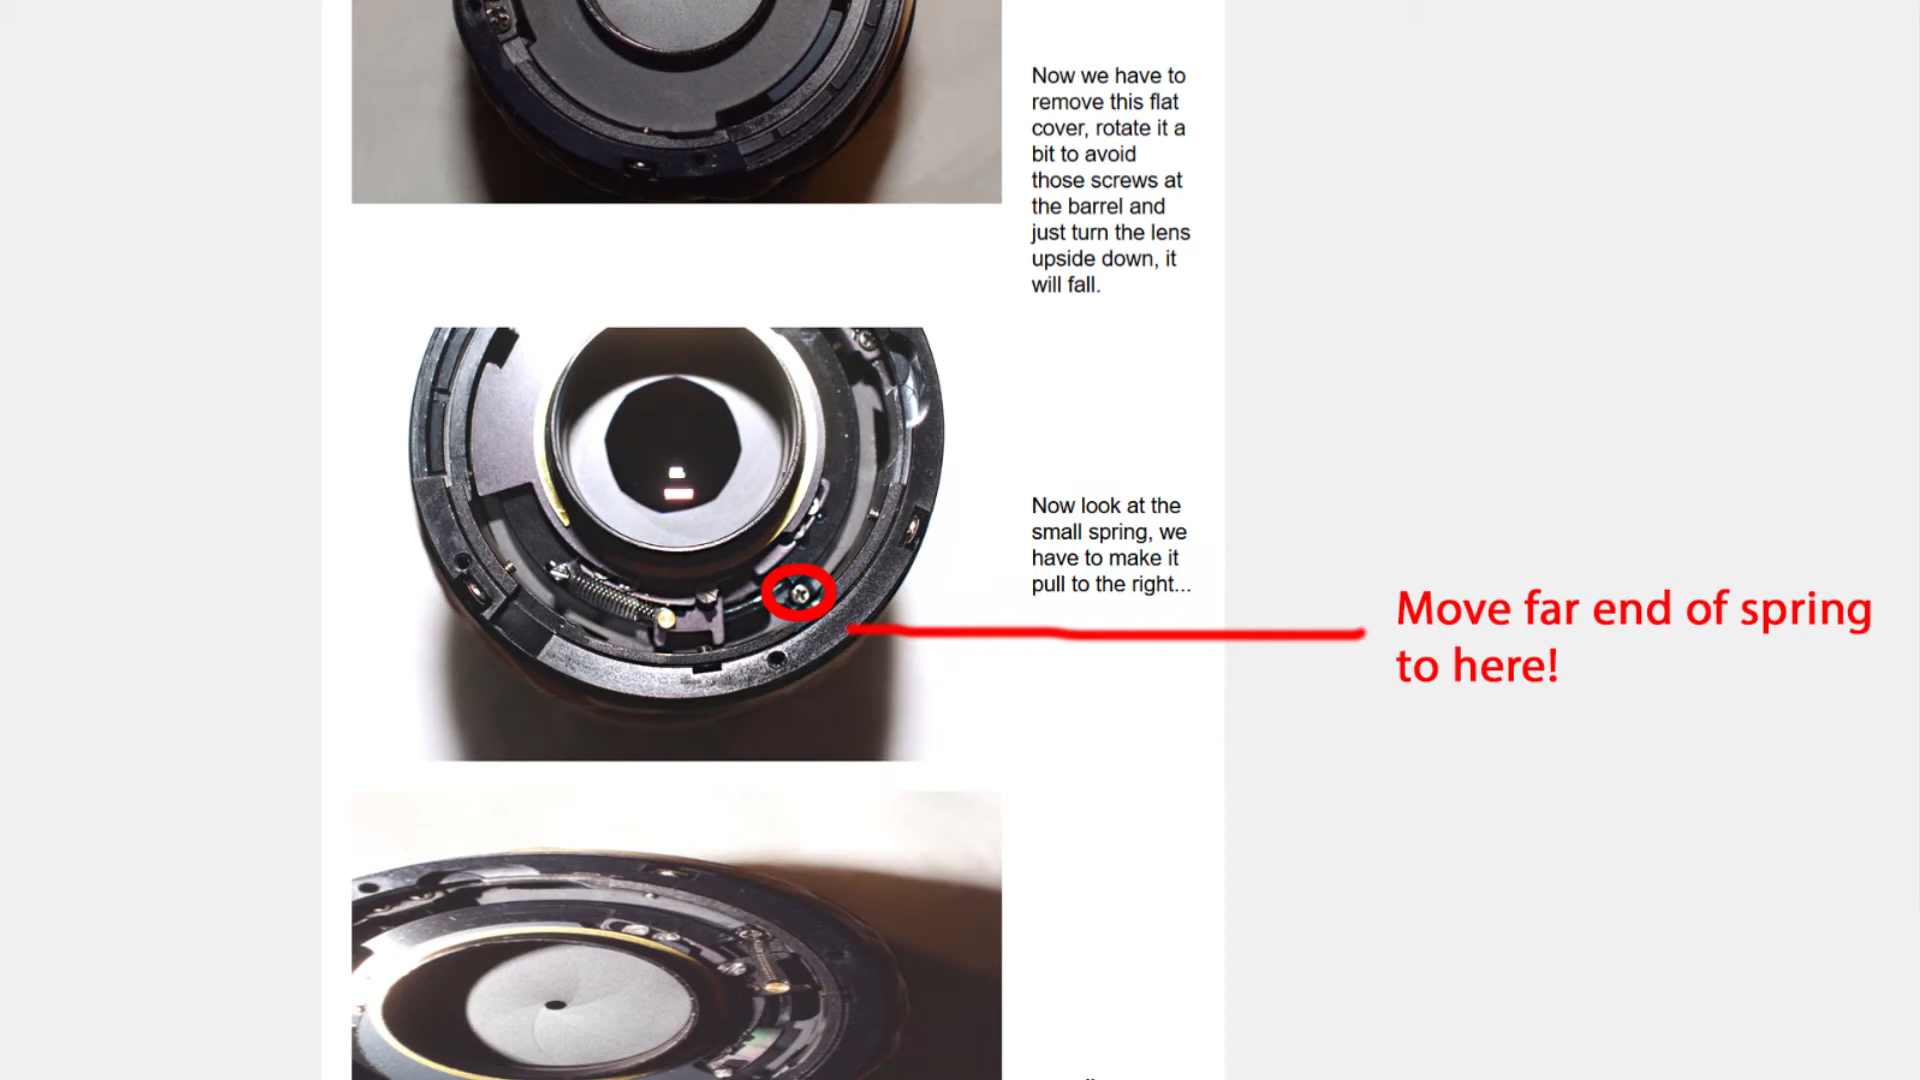 Now we have to
remove this flat
cover, rotate it a
bit to avoid
those screws at
the barrel and
just turn the lens
upside down, it
will fall.
Now look at the
small spring, we
have to make it
pull to the right...
Move far end of spring
to here!